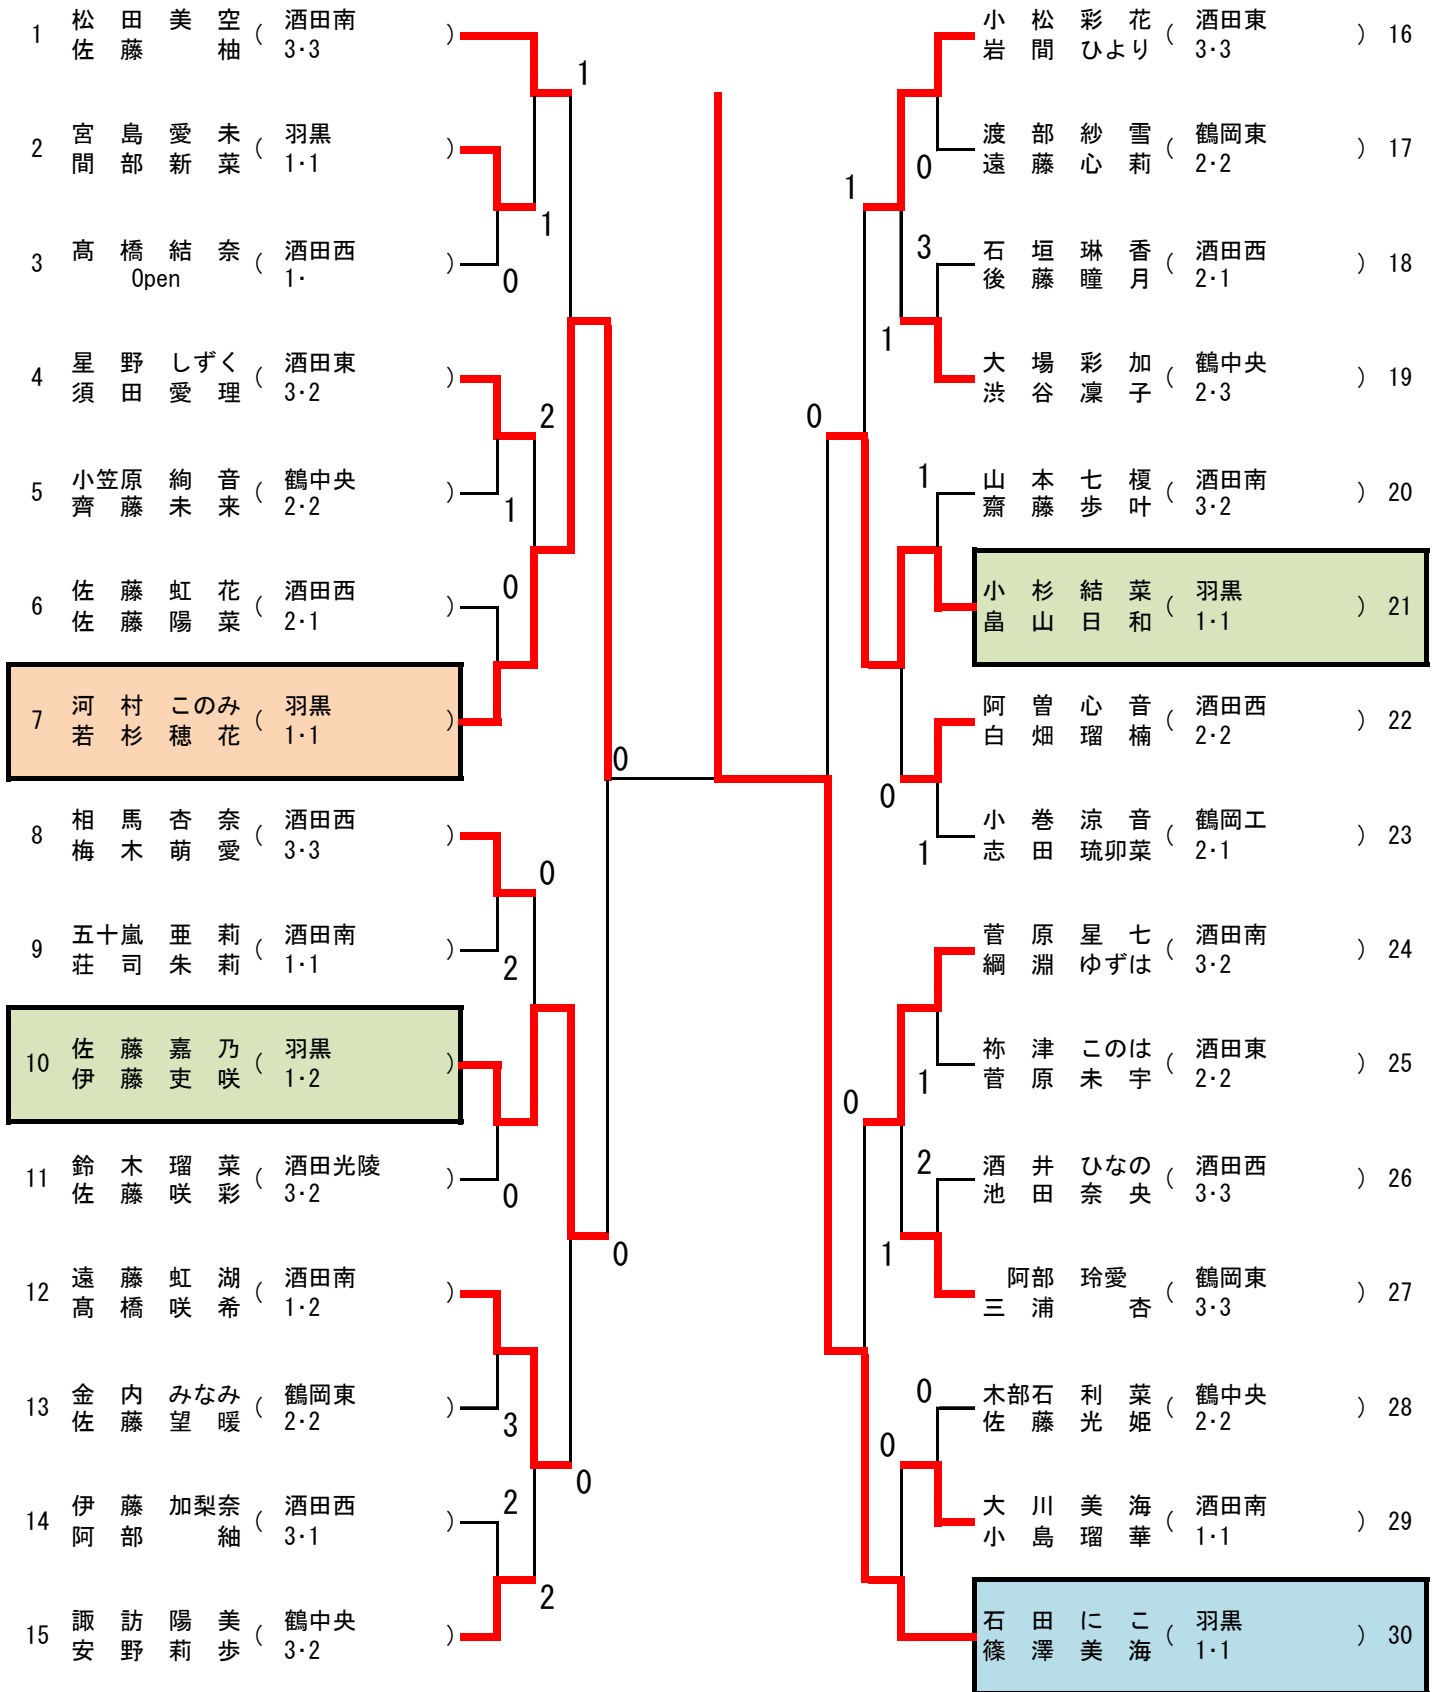 1 松田美空 ( 酒田南 )
佐藤柚 3・3
1
2 宮島愛未 ( 羽黒 )
間部新菜 1・1
1
3 髙橋結奈 ( 酒田西 )
Open 1・
0
4 星野しずく ( 酒田東 )
須田愛理 3・2
2
5 小笠原絢音 ( 鶴中央 )
齊藤未来 2・2
1
6 佐藤虹花 ( 酒田西 )
佐藤陽菜 2・1
0
7 河村このみ ( 羽黒 )
若杉穂花 1・1
0
8 相馬杏奈 ( 酒田西 )
梅木萌愛 3・3
0
9 五十嵐亜莉 ( 酒田南 )
荘司朱莉 1・1
2
10 佐藤嘉乃 ( 羽黒 )
伊藤吏咲 1・2
11 鈴木瑠菜 ( 酒田光陵 )
佐藤咲彩 3・2
0
0
12 遠藤虹湖 ( 酒田南 )
髙橋咲希 1・2
13 金内みなみ ( 鶴岡東 )
佐藤望暖 2・2
3
0
14 伊藤加梨奈 ( 酒田西 )
阿部紬 3・1
2
2
15 諏訪陽美 ( 鶴中央 )
安野莉歩 3・2
小松彩花 ( 酒田東 ) 16
岩間ひより 3・3
渡部紗雪 ( 鶴岡東 ) 17
遠藤心莉 2・2
0
1
3
石垣琳香 ( 酒田西 ) 18
後藤瞳月 2・1
1
大場彩加 ( 鶴中央 ) 19
渋谷凜子 2・3
0
1
山本七榎 ( 酒田南 ) 20
齋藤歩叶 3・2
小杉結菜 ( 羽黒 ) 21
畠山日和 1・1
阿曽心音 ( 酒田西 ) 22
白畑瑠楠 2・2
0
小巻涼音 ( 鶴岡工 ) 23
志田琉卯菜 2・1
1
菅原星七 ( 酒田南 ) 24
綱淵ゆずは 3・2
祢津このは ( 酒田東 ) 25
菅原未宇 2・2
1
0
2
酒井ひなの ( 酒田西 ) 26
池田奈央 3・3
1
阿部玲愛 ( 鶴岡東 ) 27
三浦杏 3・3
0
木部石利菜 ( 鶴中央 ) 28
佐藤光姫 2・2
0
大川美海 ( 酒田南 ) 29
小島瑠華 1・1
石田にこ ( 羽黒 ) 30
篠澤美海 1・1